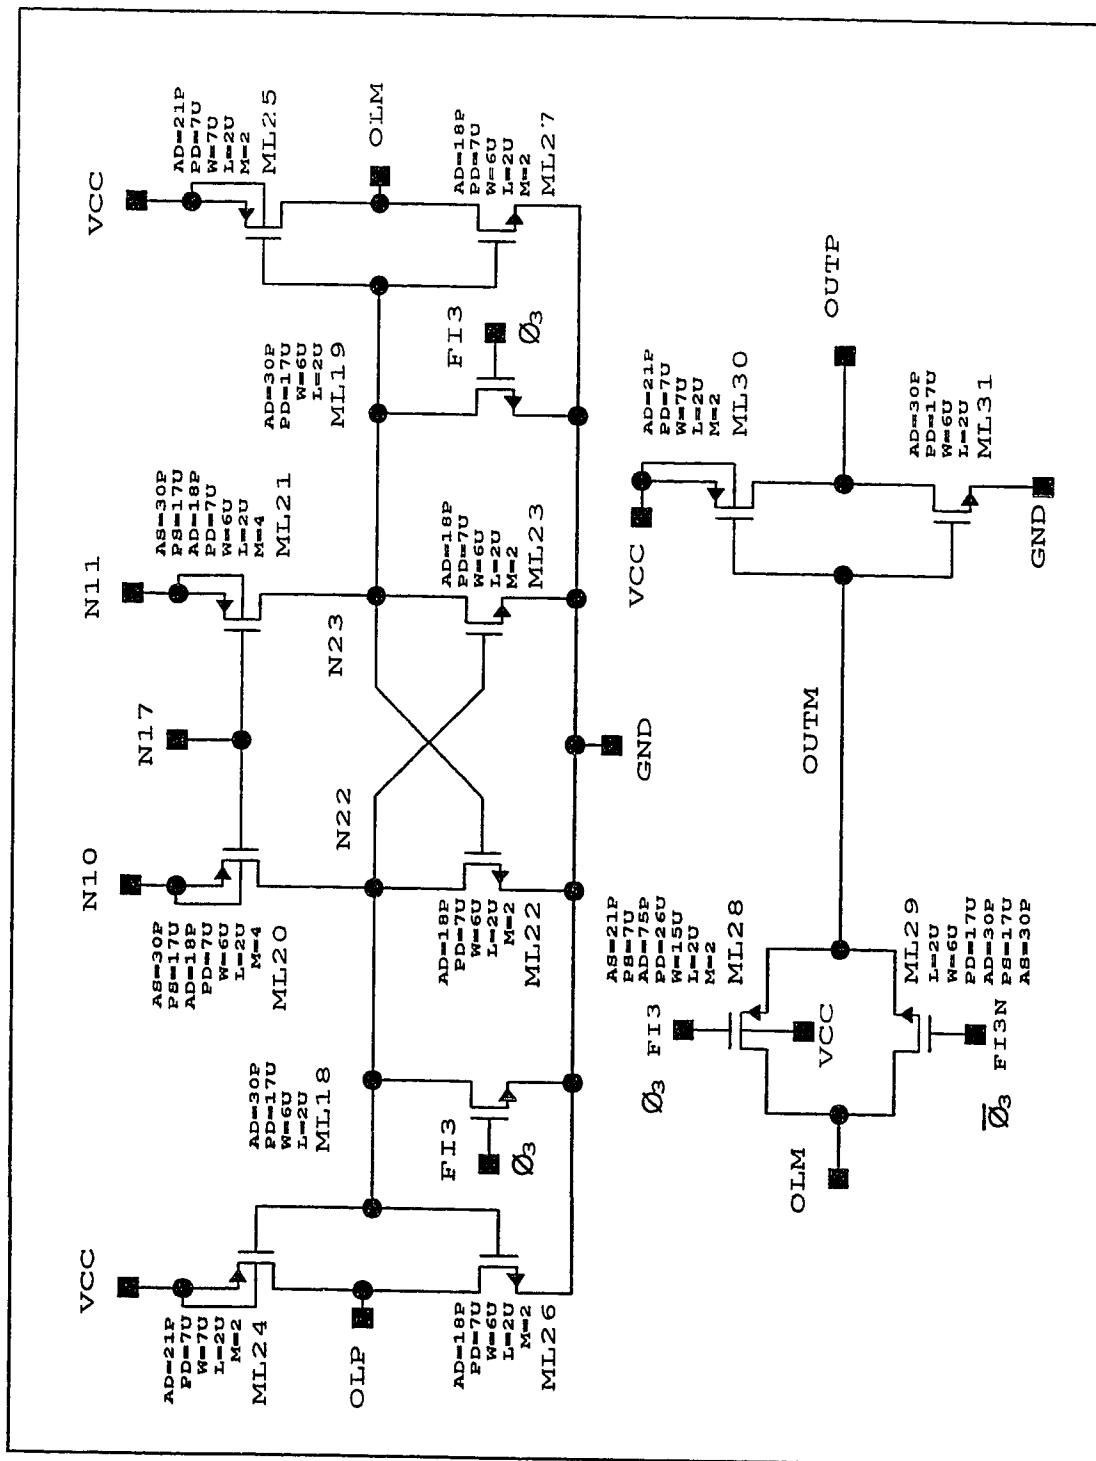 VCC
AD=21P
PD=7U
W=7U
L=2U
M=2
ML24
OLP
AD=18P
PD=7U
W=6U
L=2U
M=2
ML26
AD=30P
PD=17U
W=6U
L=2U
ML18
FI3
Ø3
N10
AS=30P
PS=17U
AD=18P
PD=7U
W=6U
L=2U
M=4
ML20
N22
AD=18P
PD=7U
W=6U
L=2U
M=2
ML22
N17
GND
N11
AS=30P
PS=17U
AD=18P
PD=7U
W=6U
L=2U
M=4
ML21
N23
AD=18P
PD=7U
W=6U
L=2U
M=2
ML23
AD=30P
PD=17U
W=6U
L=2U
ML19
FI3
Ø3
VCC
AD=21P
PD=7U
W=7U
L=2U
M=2
ML25
OLM
AD=18P
PD=7U
W=6U
L=2U
M=2
ML27
OLM
Ø3
FI3
AS=21P
PS=7U
AD=75P
PD=26U
W=15U
L=2U
M=2
ML28
VCC
ML29
L=2U
W=6U
PD=17U
AD=30P
PS=17U
AS=30P
FI3N
Ø̅3
OUTM
VCC
AD=21P
PD=7U
W=7U
L=2U
M=2
ML30
OUTP
AD=30P
PD=17U
W=6U
L=2U
ML31
GND